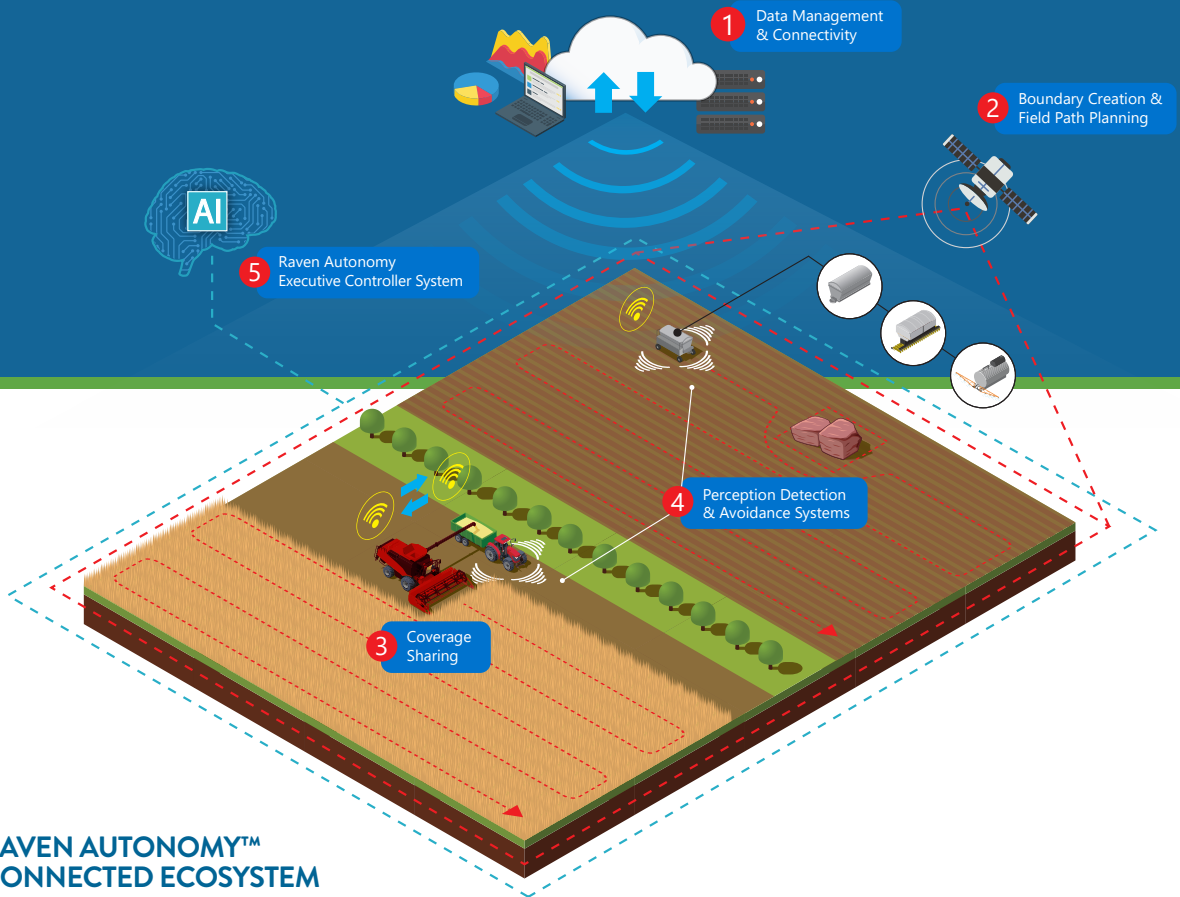 1
Data Management
& Connectivity
2
Boundary Creation &
Field Path Planning
AI
5
Raven Autonomy
Executive Controller System
4
Perception Detection
& Avoidance Systems
3
Coverage
Sharing
AVEN AUTONOMY™
ONNECTED ECOSYSTEM